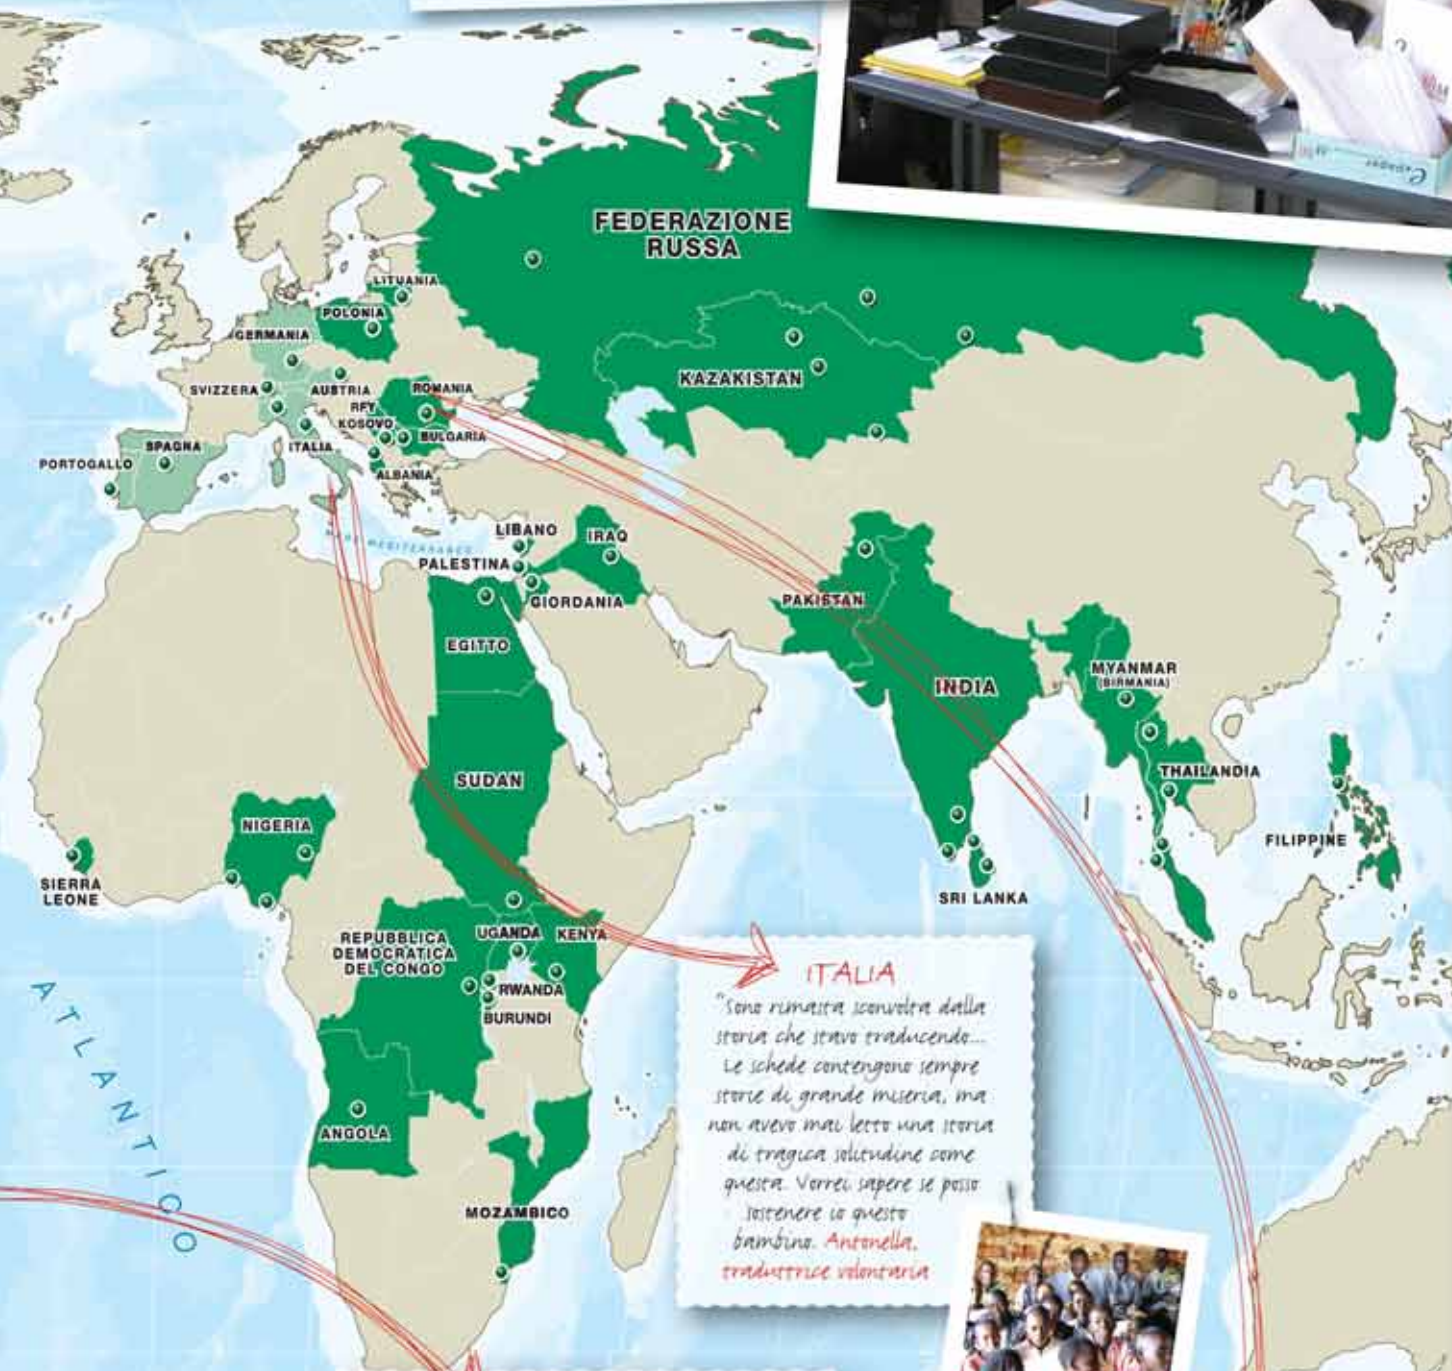 FEDERAZIONE
RUSSA
LITUANIA
POLONIA
GERMANIA
KAZAKISTAN
SVIZZERA
AUSTRIA
ROMANIA
RFY
KOSOVO
BULGARIA
ITALIA
SPAGNA
PORTOGALLO
ALBANIA
LIBANO
IRAQ
MARE MEDITERRANEO
PALESTINA
GIORDANIA
PAKISTAN
EGITTO
INDIA
MYANMAR
(BIRMANIA)
SUDAN
THAILANDIA
NIGERIA
FILIPPINE
SIERRA
LEONE
SRI LANKA
REPUBBLICA
DEMOCRATICA
DEL CONGO
UGANDA
KENYA
RWANDA
BURUNDI
ATLANTICO
ANGOLA
MOZAMBICO
ITALIA
"Sono rimasta sconvolta dalla
storia che stavo traducendo...
Le schede contengono sempre
storie di grande miseria, ma
non avevo mai letto una storia
di tragica solitudine come
questa. Vorrei sapere se posso
sostenere io questo
bambino. Antonella,
traduttrice volontaria